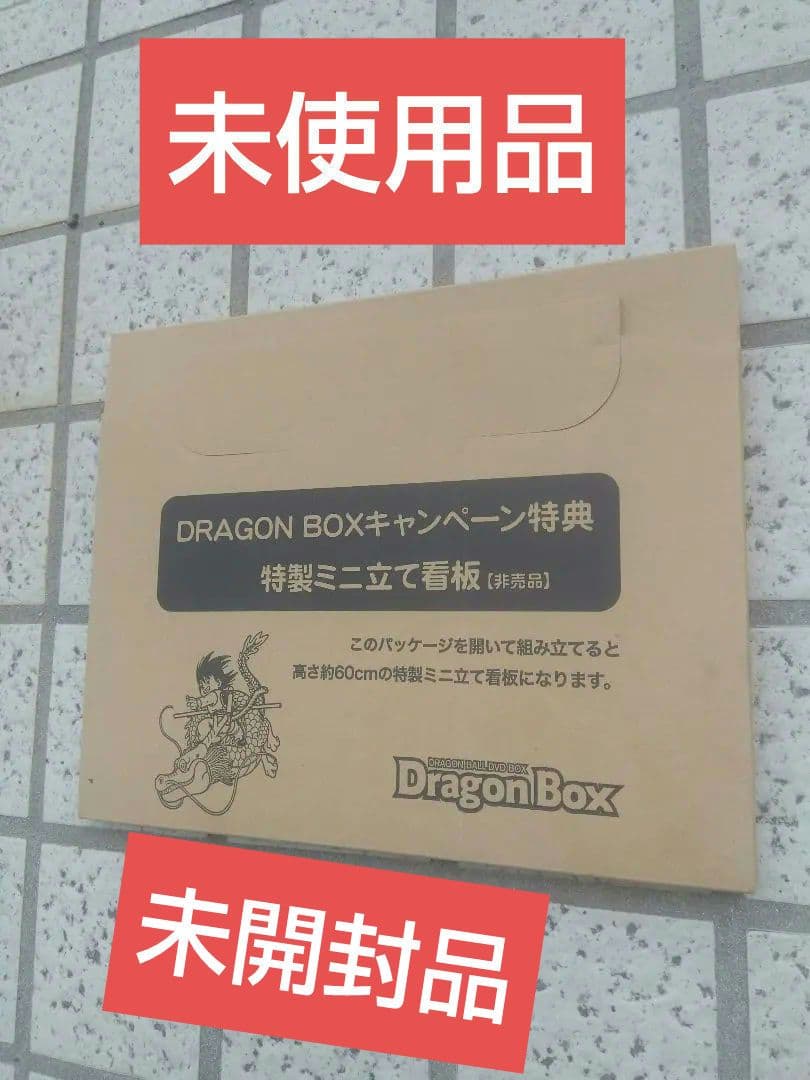 未使用品
DRAGON BOXキャンペーン特典
特製ミニ立て看板【非売品】
このパッケージを開いて組み立てると
高さ約60cmの特製ミニ立て看板になります。
DRAGON BALL DVD BOX
Dragon Box
未開封品